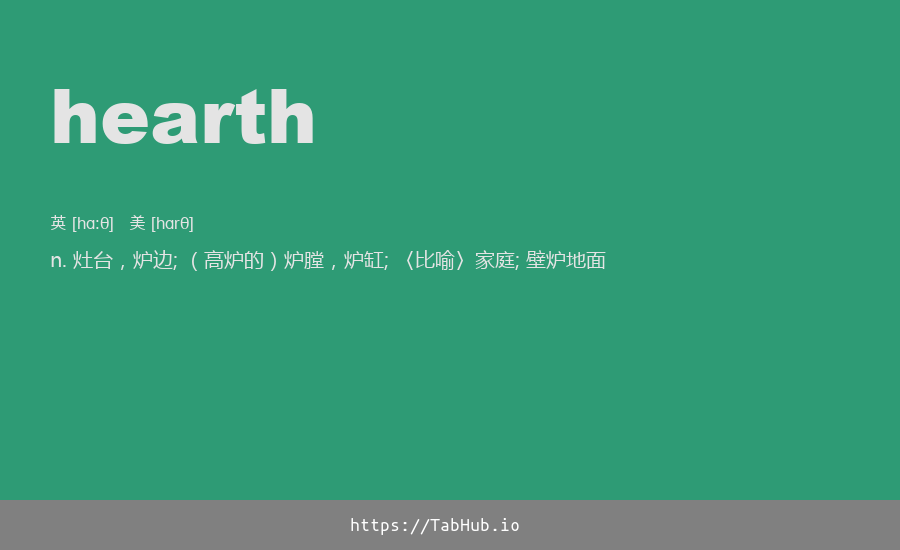 hearth
英 [hɑːθ] 美 [hɑrθ]
n. 灶台，炉边; （高炉的）炉膛，炉缸; 〈比喻〉家庭; 壁炉地面
https://TabHub.io